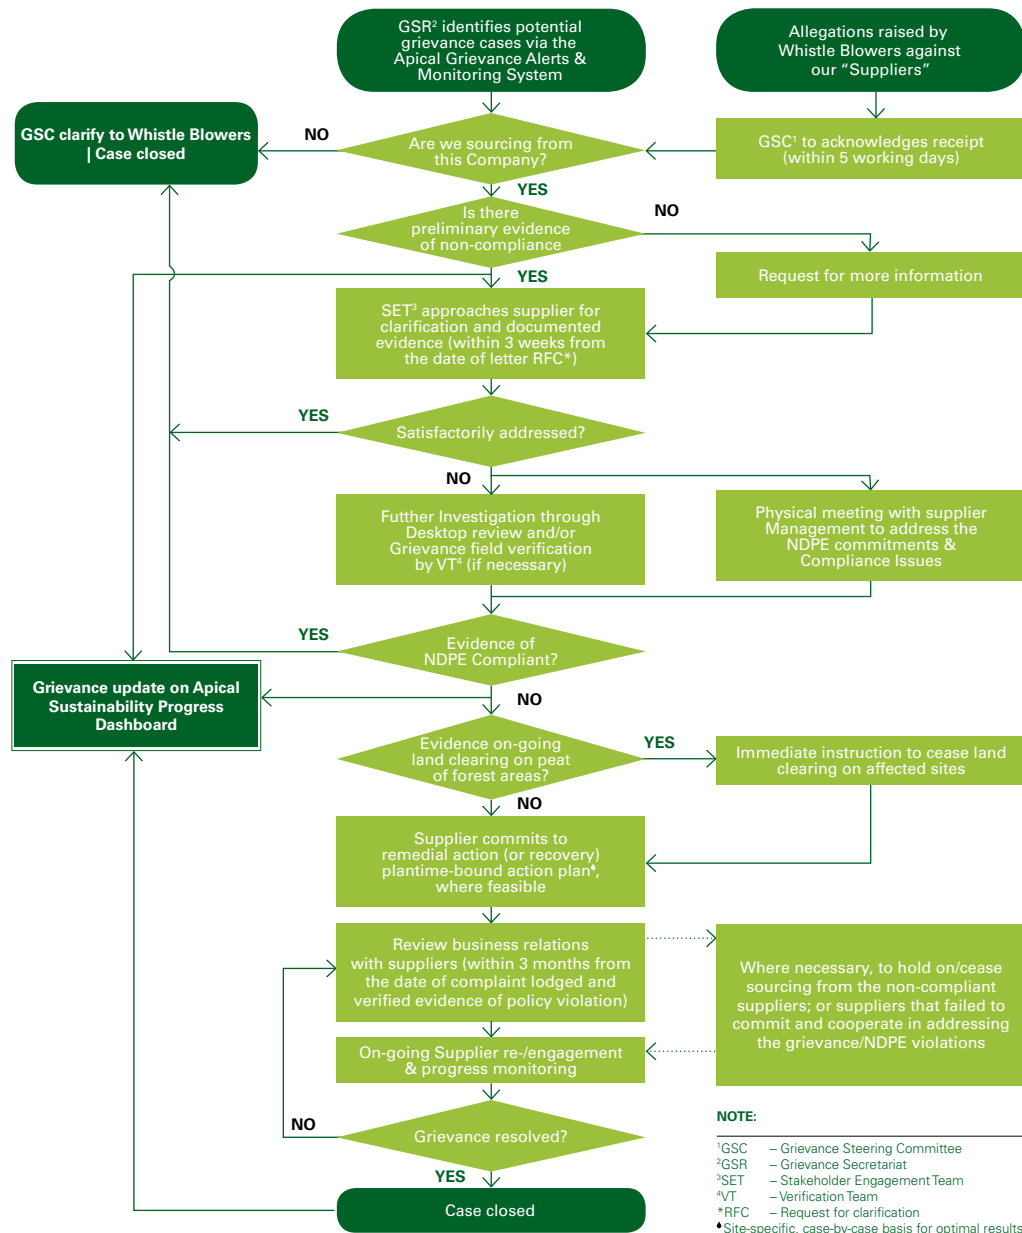 GSR² identifies potential
grievance cases via the
Apical Grievance Alerts &
Monitoring System
Allegations raised by
Whistle Blowers against
our “Suppliers”
GSC clarify to Whistle Blowers
| Case closed
NO
Are we sourcing from
this Company?
GSC¹ to acknowledges receipt
(within 5 working days)
YES
Is there
preliminary evidence
of non-compliance
NO
Request for more information
YES
SET³ approaches supplier for
clarification and documented
evidence (within 3 weeks from
the date of letter RFC*)
YES
Satisfactorily addressed?
NO
Futther Investigation through
Desktop review and/or
Grievance field verification
by VT⁴ (if necessary)
Physical meeting with supplier
Management to address the
NDPE commitments &
Compliance Issues
YES
Evidence of
NDPE Compliant?
Grievance update on Apical
Sustainability Progress
Dashboard
NO
Evidence on-going
land clearing on peat
of forest areas?
YES
Immediate instruction to cease land
clearing on affected sites
NO
Supplier commits to
remedial action (or recovery)
plantime-bound action plan♦,
where feasible
Review business relations
with suppliers (within 3 months from
the date of complaint lodged and
verified evidence of policy violation)
Where necessary, to hold on/cease
sourcing from the non-compliant
suppliers; or suppliers that failed to
commit and cooperate in addressing
the grievance/NDPE violations
On-going Supplier re-/engagement
& progress monitoring
NO
Grievance resolved?
YES
Case closed
NOTE:
¹GSC – Grievance Steering Committee
²GSR – Grievance Secretariat
³SET – Stakeholder Engagement Team
⁴VT – Verification Team
*RFC – Request for clarification
♦Site-specific, case-by-case basis for optimal results